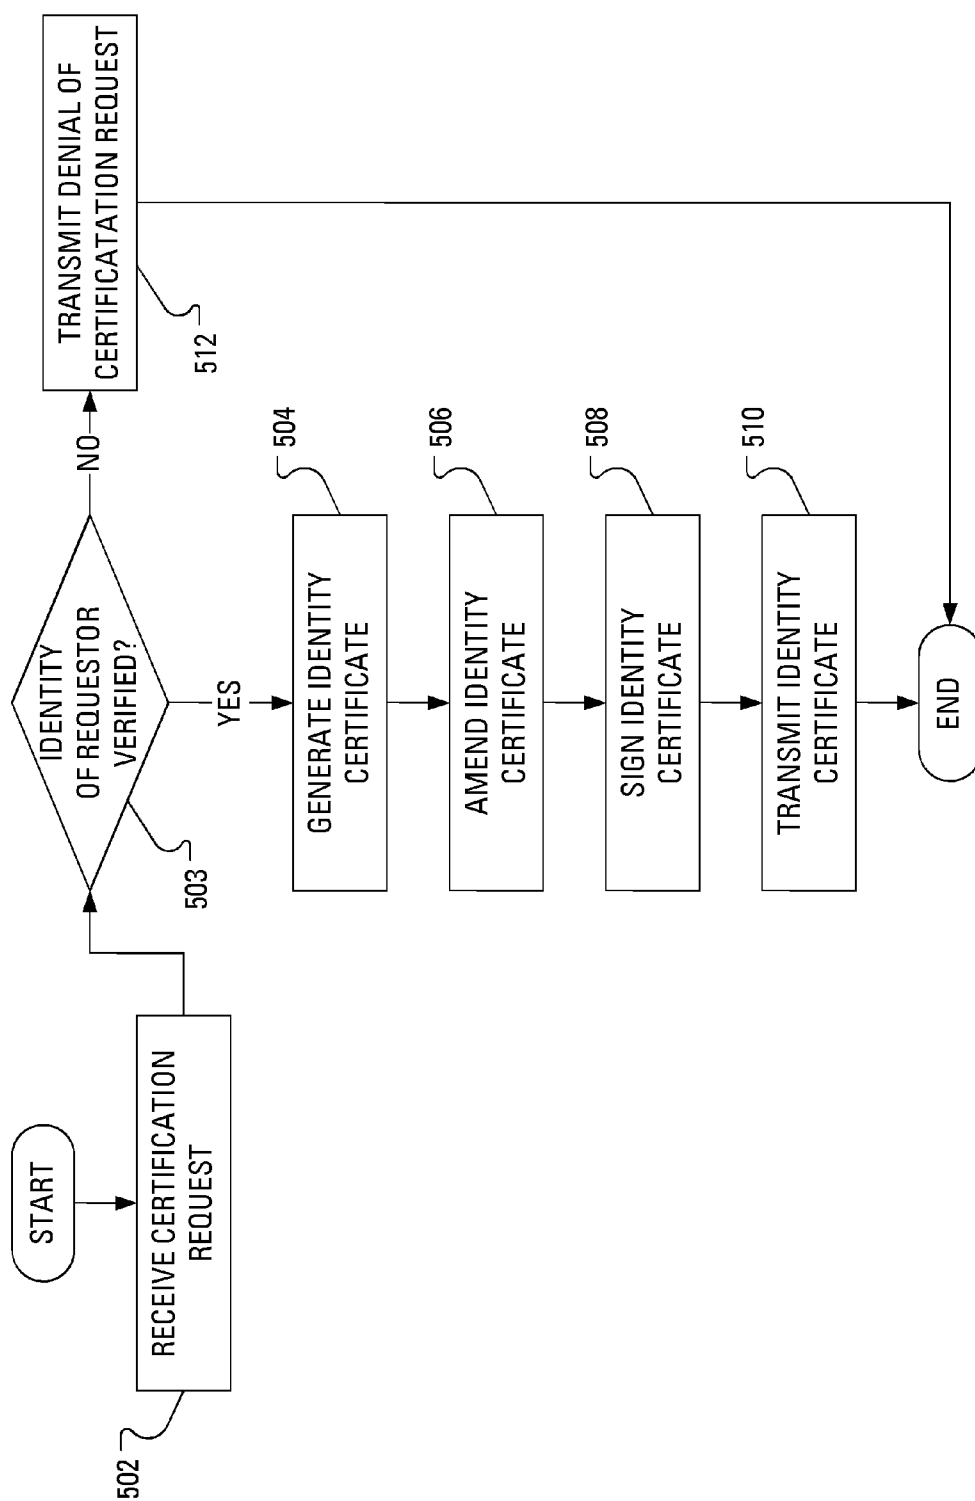 START
RECEIVE CERTIFICATION
REQUEST
502
IDENTITY
OF REQUESTOR
VERIFIED?
503
NO
TRANSMIT DENIAL OF
CERTIFICATATION REQUEST
512
YES
GENERATE IDENTITY
CERTIFICATE
504
AMEND IDENTITY
CERTIFICATE
506
SIGN IDENTITY
CERTIFICATE
508
TRANSMIT IDENTITY
CERTIFICATE
510
END